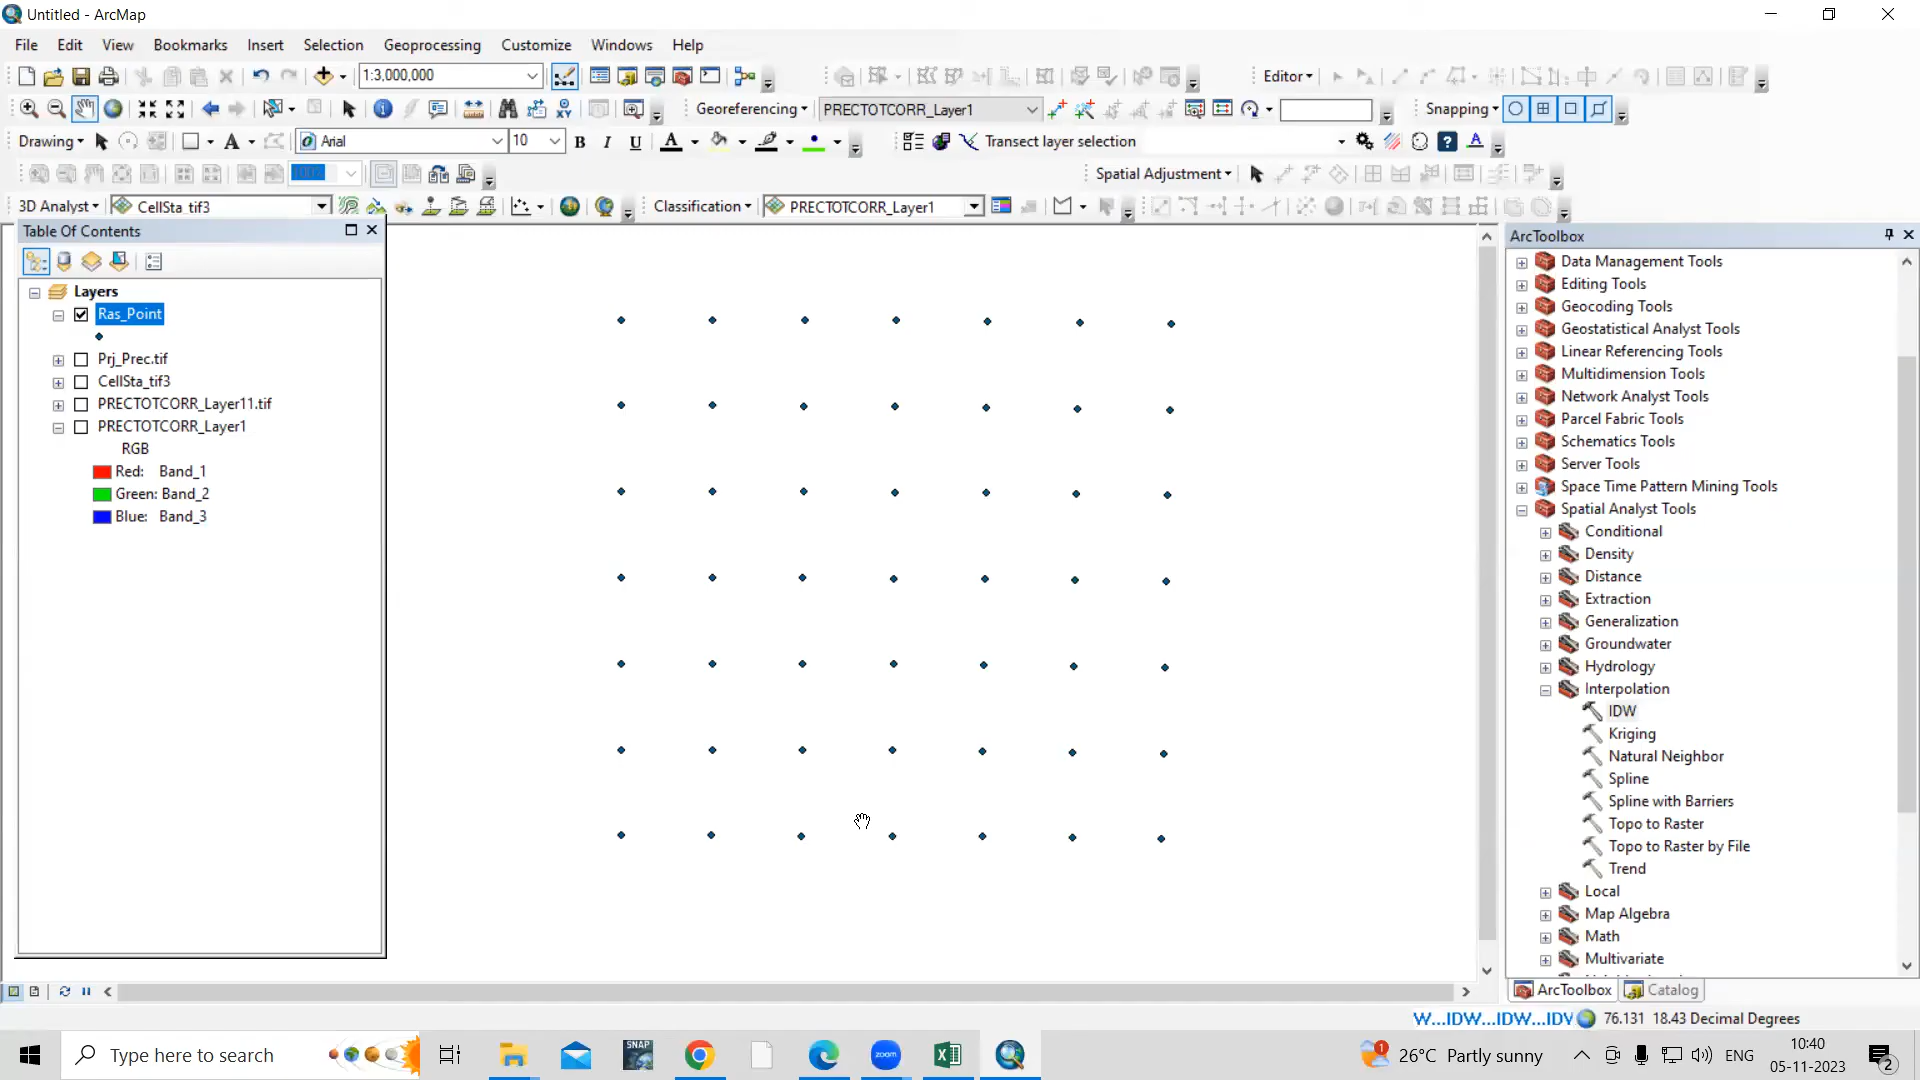 Untitled - ArcMap
File Edit View Bookmarks Insert Selection Geoprocessing Customize Windows Help
1:3,000,000 Editor
Georeferencing PRECTOTCORR_Layer1 Snapping
Drawing A Arial 10 B I U A Transect layer selection ? A
Spatial Adjustment
3D Analyst CellSta_tif3 Classification PRECTOTCORR_Layer1
Table Of Contents
Layers
Ras_Point
Prj_Prec.tif
CellSta_tif3
PRECTOTCORR_Layer11.tif
PRECTOTCORR_Layer1
RGB
Red: Band_1
Green: Band_2
Blue: Band_3
ArcToolbox
Data Management Tools
Editing Tools
Geocoding Tools
Geostatistical Analyst Tools
Linear Referencing Tools
Multidimension Tools
Network Analyst Tools
Parcel Fabric Tools
Schematics Tools
Server Tools
Space Time Pattern Mining Tools
Spatial Analyst Tools
Conditional
Density
Distance
Extraction
Generalization
Groundwater
Hydrology
Interpolation
IDW
Kriging
Natural Neighbor
Spline
Spline with Barriers
Topo to Raster
Topo to Raster by File
Trend
Local
Map Algebra
Math
Multivariate
ArcToolbox Catalog
W...IDW...IDW...IDV 76.131 18.43 Decimal Degrees
Type here to search SNAP zoom 1 26°C Partly sunny ENG 10:40
05-11-2023 2